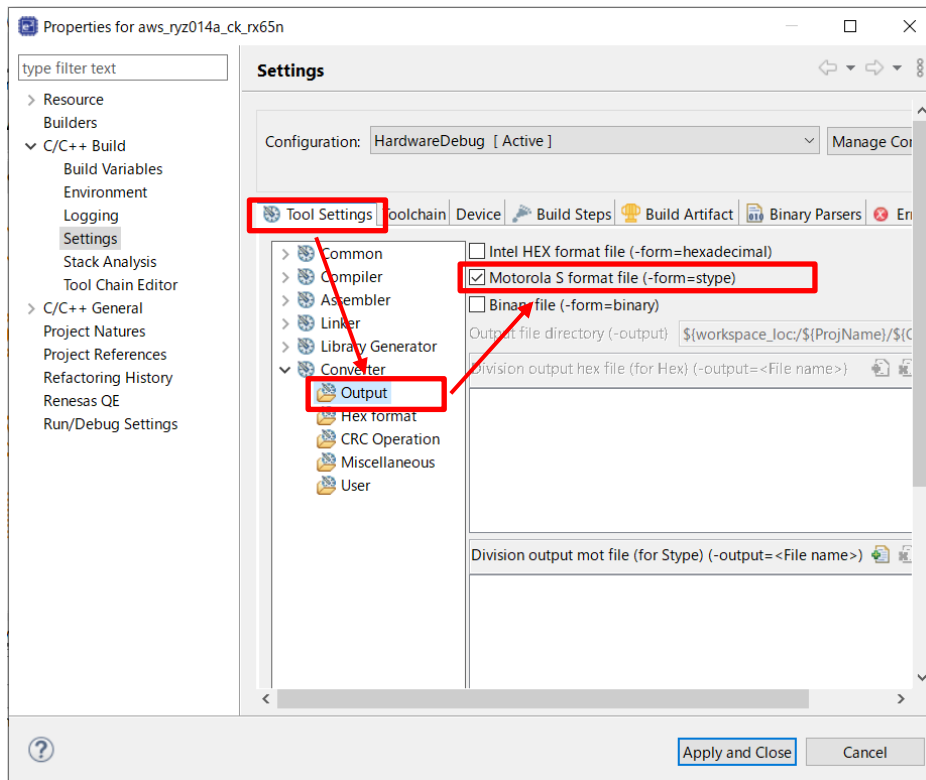 Properties for aws_ryz014a_ck_rx65n
type filter text
Resource
Builders
C/C++ Build
Build Variables
Environment
Logging
Settings
Stack Analysis
Tool Chain Editor
C/C++ General
Project Natures
Project References
Refactoring History
Renesas QE
Run/Debug Settings
Settings
Configuration: HardwareDebug [ Active ] Manage Con
Tool Settings Toolchain Device Build Steps Build Artifact Binary Parsers Err
Common
Compiler
Assembler
Linker
Library Generator
Converter
Output
Hex format
CRC Operation
Miscellaneous
User
Intel HEX format file (-form=hexadecimal)
Motorola S format file (-form=stype)
Binary file (-form=binary)
Output file directory (-output) ${workspace_loc:/${ProjName}/${C
Division output hex file (for Hex) (-output=<File name>)
Division output mot file (for Stype) (-output=<File name>)
Apply and Close Cancel